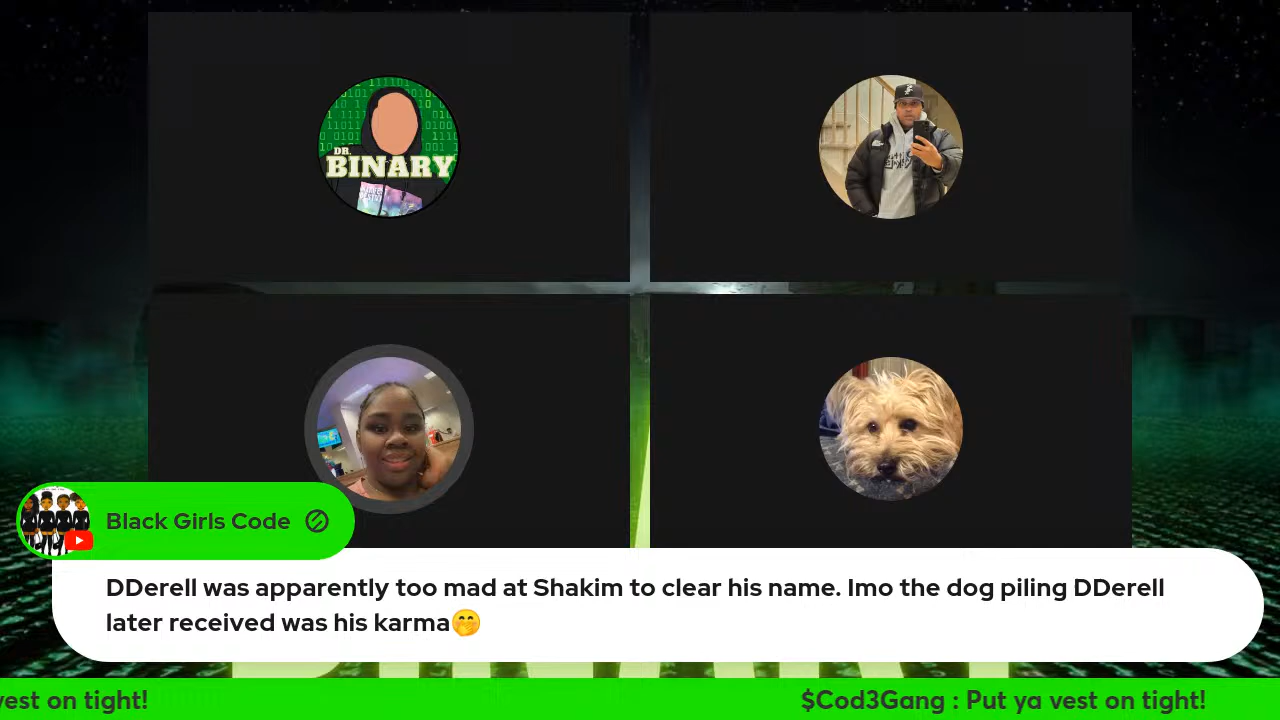 DR.
BINARY
Black Girls Code
DDerell was apparently too mad at Shakim to clear his name. Imo the dog piling DDerell
later received was his karma🤭
vest on tight!
$Cod3Gang : Put ya vest on tight!